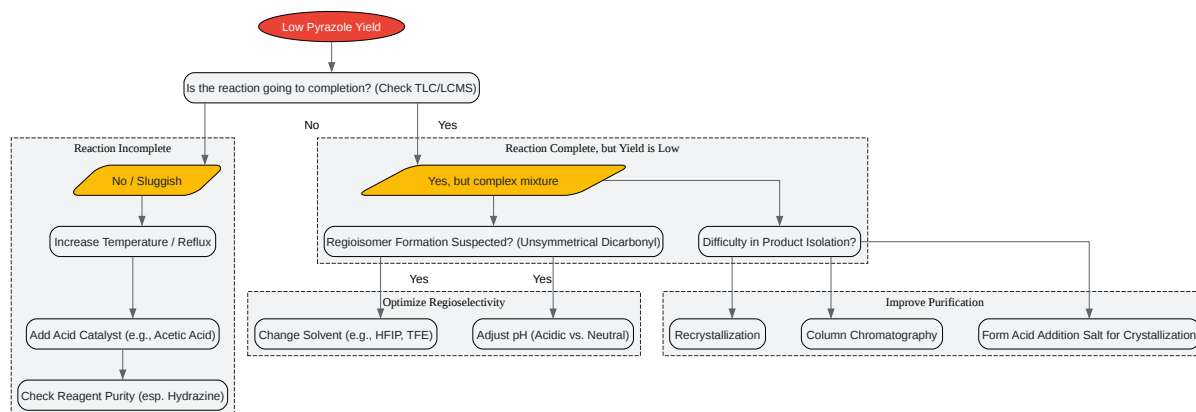 Low Pyrazole Yield
Is the reaction going to completion? (Check TLC/LCMS)
No
Yes
Reaction Incomplete
Reaction Complete, but Yield is Low
No / Sluggish
Yes, but complex mixture
Increase Temperature / Reflux
Regioisomer Formation Suspected? (Unsymmetrical Dicarbonyl)
Difficulty in Product Isolation?
Yes
Yes
Optimize Regioselectivity
Improve Purification
Add Acid Catalyst (e.g., Acetic Acid)
Change Solvent (e.g., HFIP, TFE)
Adjust pH (Acidic vs. Neutral)
Recrystallization
Column Chromatography
Form Acid Addition Salt for Crystallization
Check Reagent Purity (esp. Hydrazine)